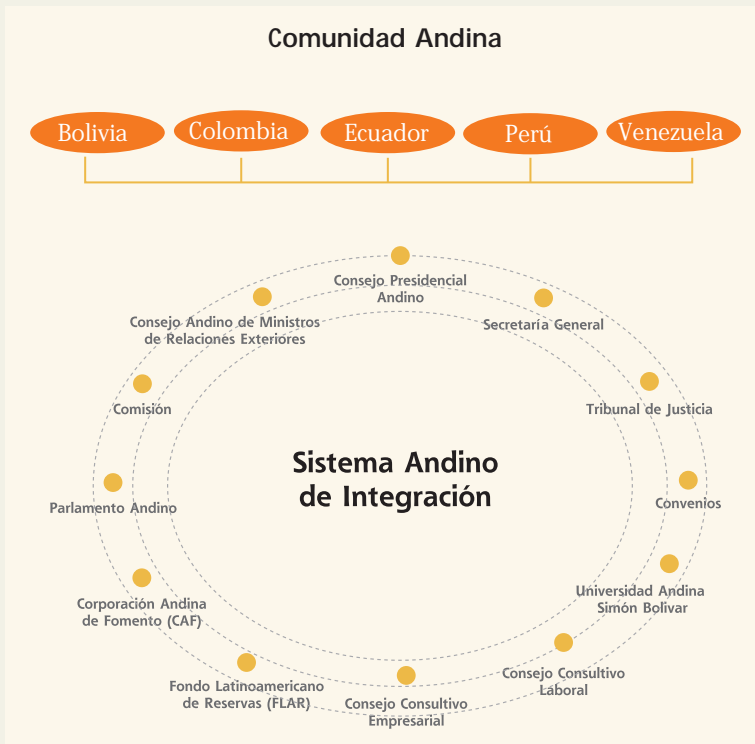 Comunidad Andina
Bolivia
Colombia
Ecuador
Perú
Venezuela
Consejo Presidencial
Andino
Consejo Andino de Ministros
de Relaciones Exteriores
Secretaría General
Comisión
Tribunal de Justicia
Sistema Andino
de Integración
Parlamento Andino
Convenios
Corporación Andina
de Fomento (CAF)
Universidad Andina
Simón Bolivar
Fondo Latinoamericano
de Reservas (FLAR)
Consejo Consultivo
Empresarial
Consejo Consultivo
Laboral